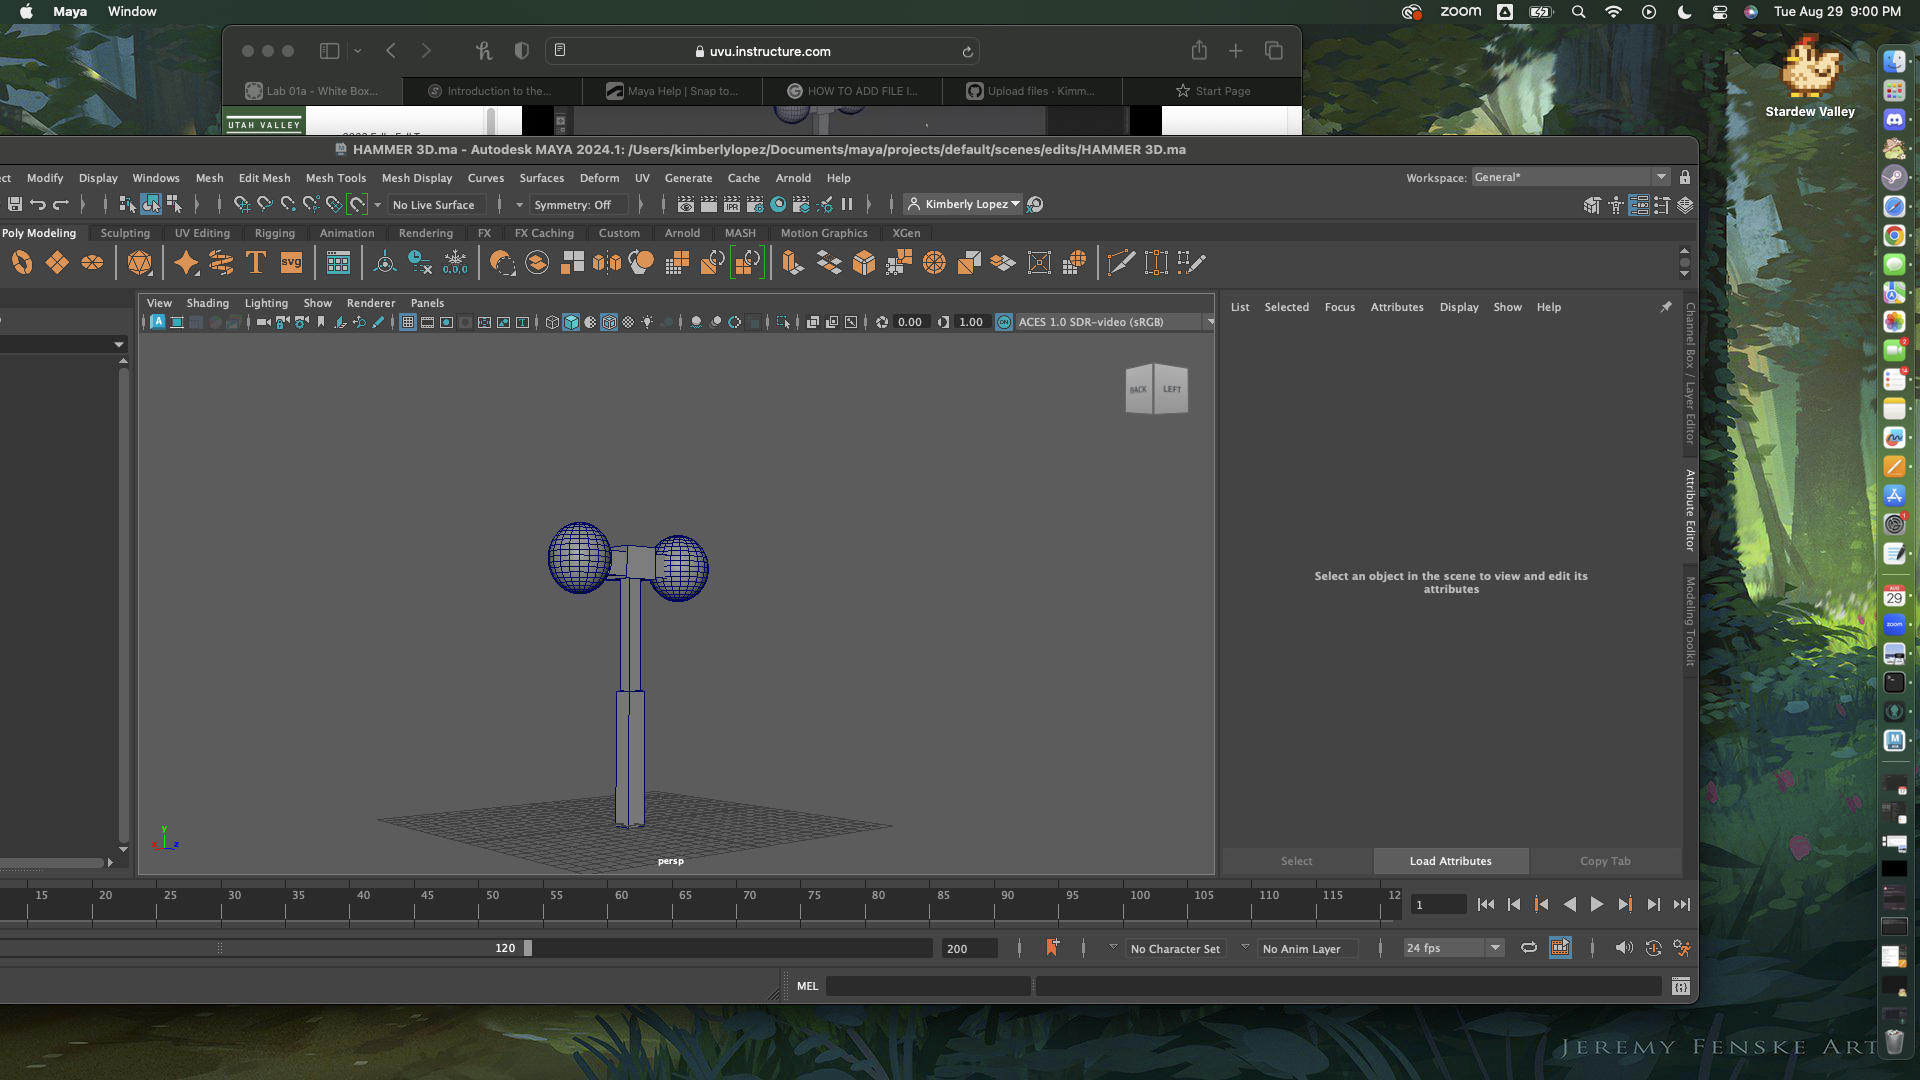 Maya Window
zoom
Tue Aug 29 9:00 PM
uvu.instructure.com
Lab 01a - White Box...
Introduction to the...
Maya Help | Snap to...
HOW TO ADD FILE I...
Upload files · Kimm...
Start Page
UTAH VALLEY
Stardew Valley
HAMMER 3D.ma - Autodesk MAYA 2024.1: /Users/kimberlylopez/Documents/maya/projects/default/scenes/edits/HAMMER 3D.ma
ect Modify Display Windows Mesh Edit Mesh Mesh Tools Mesh Display Curves Surfaces Deform UV Generate Cache Arnold Help
Workspace: General*
No Live Surface
Symmetry: Off
IPR
Kimberly Lopez
Poly Modeling Sculpting UV Editing Rigging Animation Rendering FX FX Caching Custom Arnold MASH Motion Graphics XGen
T
svg
0,0,0
View Shading Lighting Show Renderer Panels
0.00
1.00
ON
ACES 1.0 SDR-video (sRGB)
BACK
LEFT
y
z
persp
List Selected Focus Attributes Display Show Help
Channel Box / Layer Editor
Attribute Editor
Modeling Toolkit
Select an object in the scene to view and edit its
attributes
Select
Load Attributes
Copy Tab
15 20 25 30 35 40 45 50 55 60 65 70 75 80 85 90 95 100 105 110 115 12
1
120
200
No Character Set
No Anim Layer
24 fps
MEL
AUG
29
zoom
JEREMY FENSKE ART